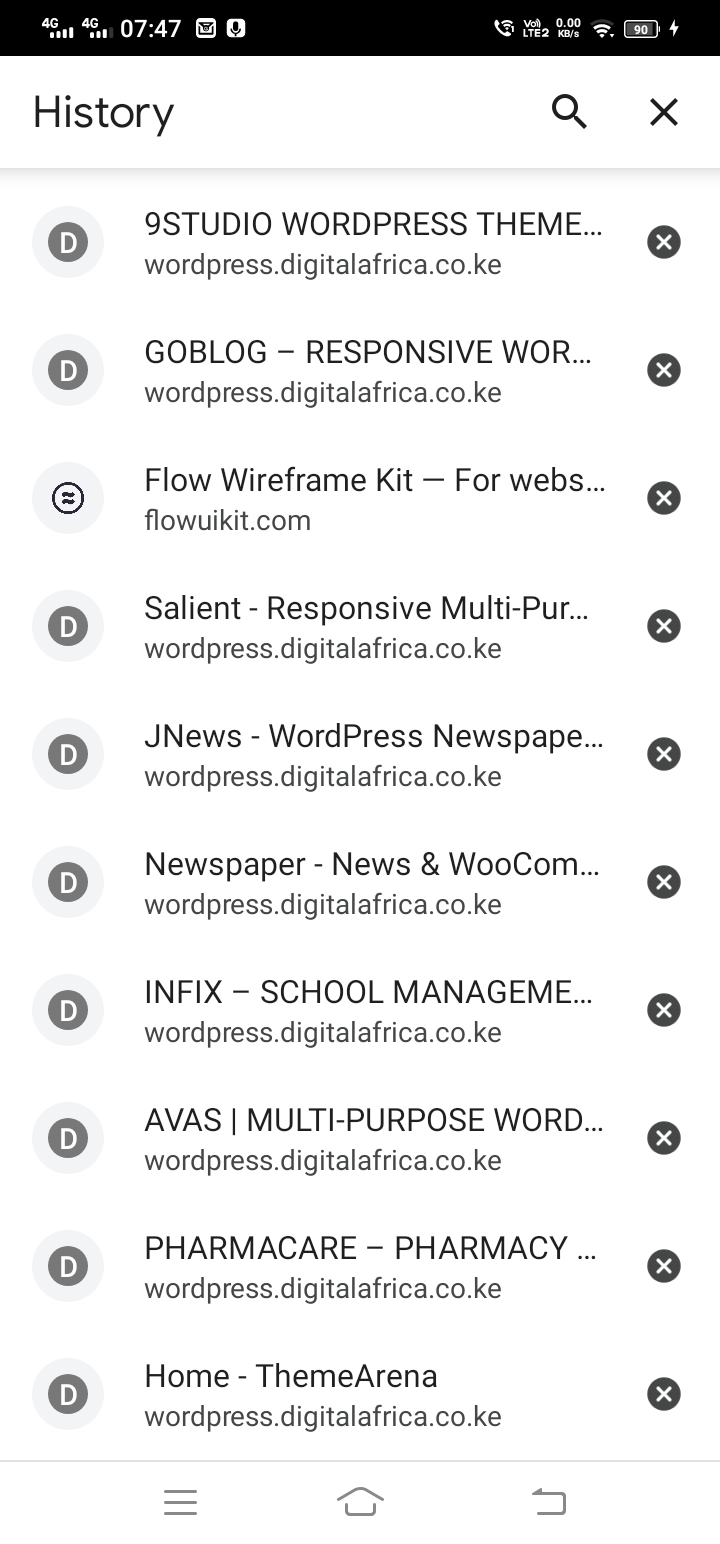 4G 4G 07:47 Vo) LTE2 0.00 KB/s 90
History
D 9STUDIO WORDPRESS THEME...
wordpress.digitalafrica.co.ke
D GOBLOG – RESPONSIVE WOR...
wordpress.digitalafrica.co.ke
Flow Wireframe Kit — For webs...
flowuikit.com
D Salient - Responsive Multi-Pur...
wordpress.digitalafrica.co.ke
D JNews - WordPress Newspape...
wordpress.digitalafrica.co.ke
D Newspaper - News & WooCom...
wordpress.digitalafrica.co.ke
D INFIX – SCHOOL MANAGEME...
wordpress.digitalafrica.co.ke
D AVAS | MULTI-PURPOSE WORD...
wordpress.digitalafrica.co.ke
D PHARMACARE – PHARMACY ...
wordpress.digitalafrica.co.ke
D Home - ThemeArena
wordpress.digitalafrica.co.ke